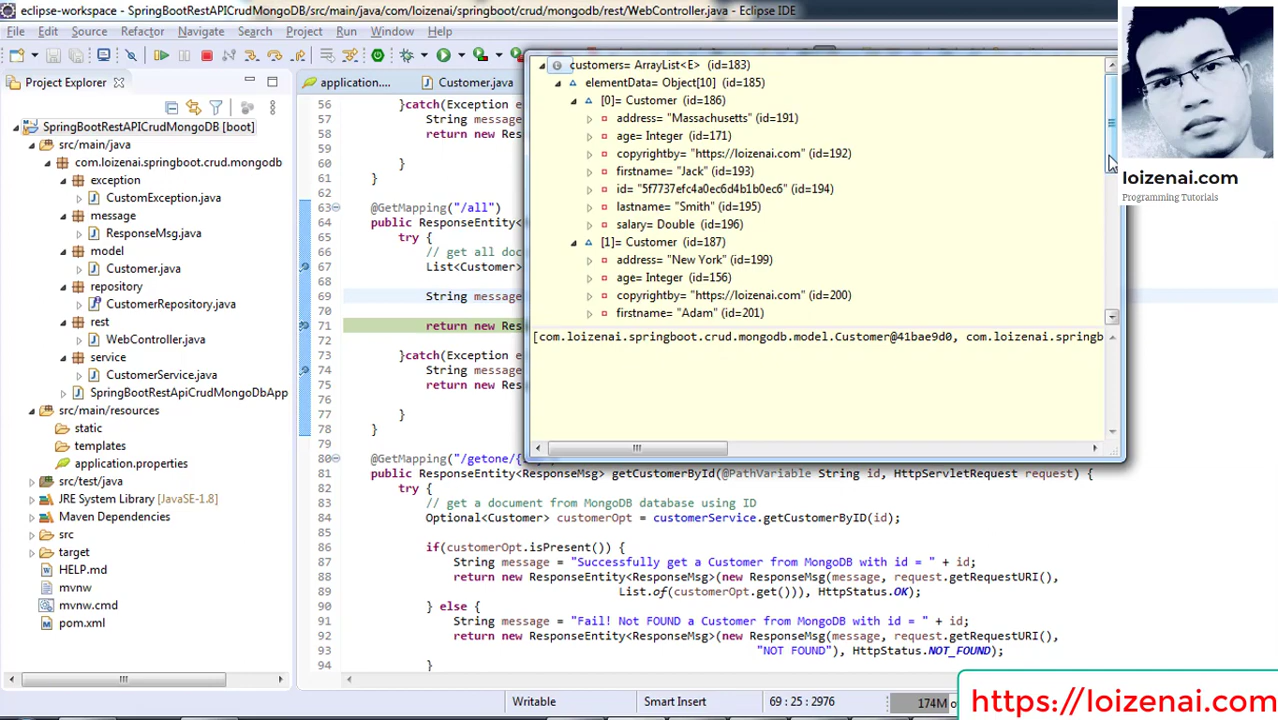 eclipse-workspace - SpringBootRestAPICrudMongoDB/src/main/java/com/loizenai/springboot/crud/mongodb/rest/WebController.java - Eclipse IDE
File Edit Source Refactor Navigate Search Project Run Window Help
Project Explorer
SpringBootRestAPICrudMongoDB [boot]
src/main/java
com.loizenai.springboot.crud.mongodb
exception
CustomException.java
message
ResponseMsg.java
model
Customer.java
repository
CustomerRepository.java
rest
WebController.java
service
CustomerService.java
SpringBootRestApiCrudMongoDbApp
src/main/resources
static
templates
application.properties
src/test/java
JRE System Library [JavaSE-1.8]
Maven Dependencies
src
target
HELP.md
mvnw
mvnw.cmd
pom.xml
application.... Customer.java
56 }catch(Exception e
57 String message
58 return new Res
59
60 }
61 }
62
63 @GetMapping("/all")
64 public ResponseEntity<
65 try {
66 // get all doc
67 List<Customer>
68
69 String message
70
71 return new Res
72
73 }catch(Exception e
74 String message
75 return new Res
76
77 }
78 }
79
80 @GetMapping("/getone/{
81 public ResponseEntity<ResponseMsg> getCustomerById(@PathVariable String id, HttpServletRequest request) {
82 try {
83 // get a document from MongoDB database using ID
84 Optional<Customer> customerOpt = customerService.getCustomerByID(id);
85
86 if(customerOpt.isPresent()) {
87 String message = "Successfully get a Customer from MongoDB with id = " + id;
88 return new ResponseEntity<ResponseMsg>(new ResponseMsg(message, request.getRequestURI(),
89 List.of(customerOpt.get())), HttpStatus.OK);
90 } else {
91 String message = "Fail! Not FOUND a Customer from MongoDB with id = " + id;
92 return new ResponseEntity<ResponseMsg>(new ResponseMsg(message, request.getRequestURI(),
93 "NOT FOUND"), HttpStatus.NOT_FOUND);
94 }
customers= ArrayList<E> (id=183)
elementData= Object[10] (id=185)
[0]= Customer (id=186)
address= "Massachusetts" (id=191)
age= Integer (id=171)
copyrightby= "https://loizenai.com" (id=192)
firstname= "Jack" (id=193)
id= "5f7737efc4a0ec6d4b1b0ec6" (id=194)
lastname= "Smith" (id=195)
salary= Double (id=196)
[1]= Customer (id=187)
address= "New York" (id=199)
age= Integer (id=156)
copyrightby= "https://loizenai.com" (id=200)
firstname= "Adam" (id=201)
[com.loizenai.springboot.crud.mongodb.model.Customer@41bae9d0, com.loizenai.springb
loizenai.com
Programming Tutorials
Writable Smart Insert 69 : 25 : 2976 174M o
https://loizenai.com